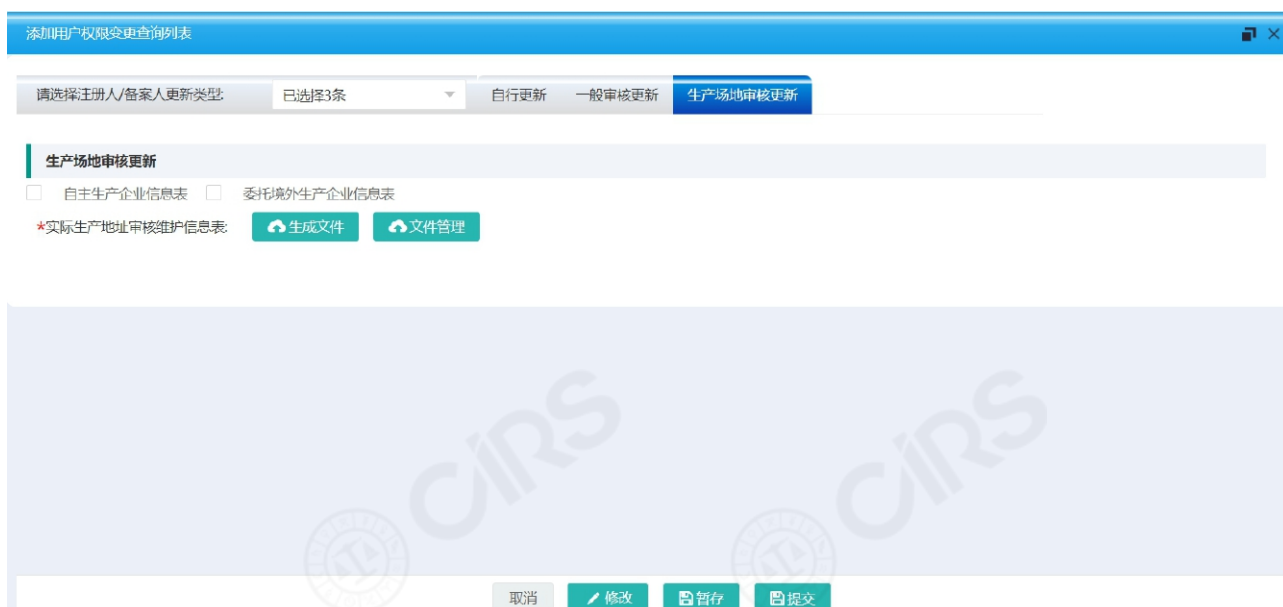 添加用户权限变更查询列表
请选择注册人/备案人更新类型: 已选择3条 自行更新 一般审核更新 生产场地审核更新
生产场地审核更新
自主生产企业信息表 委托境外生产企业信息表
*实际生产地址审核维护信息表: 生成文件 文件管理
CIRS CIRS
取消 修改 暂存 提交